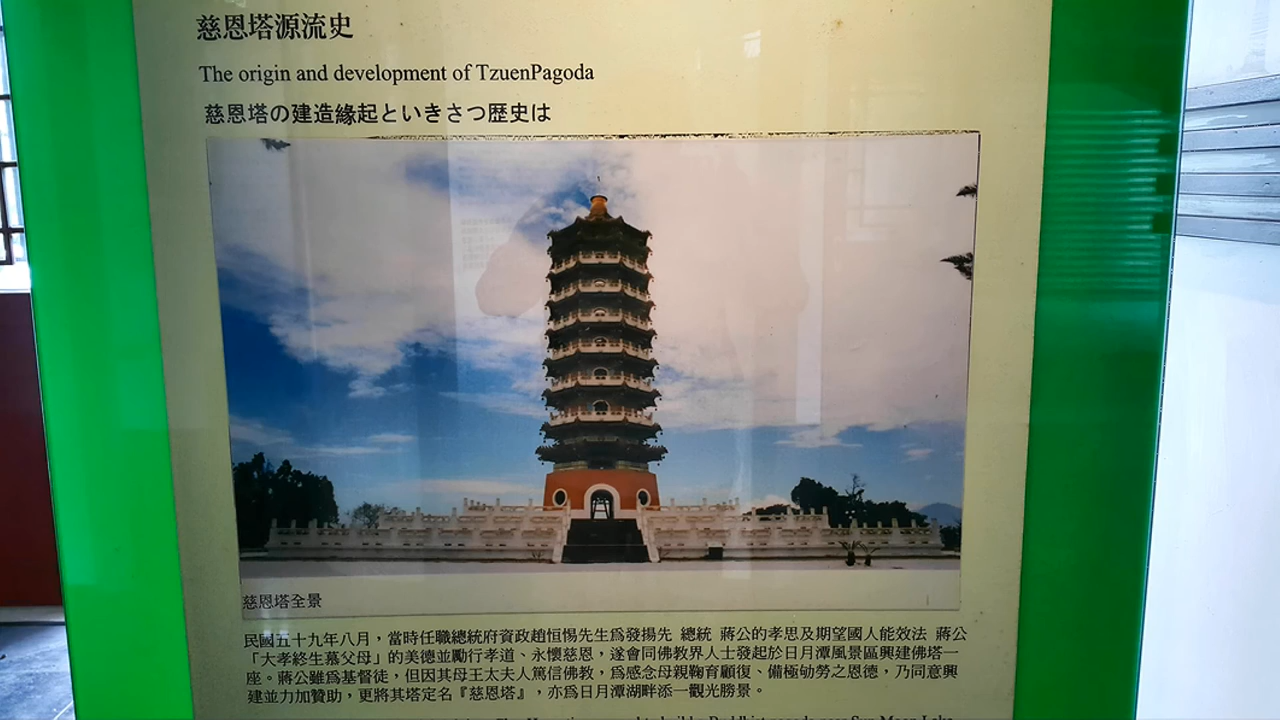 慈恩塔源流史
The origin and development of TzuenPagoda
慈恩塔の建造緣起といきさつ歴史は
慈恩塔全景
民國五十九年八月，當時任職總統府資政趙恒惕先生爲發揚先 總統 蔣公的孝思及期望國人能效法 蔣公
「大孝終生慕父母」的美德並勵行孝道、永懷慈恩，遂會同佛教界人士發起於日月潭風景區興建佛塔一
座。蔣公雖爲基督徒，但因其母王太夫人篤信佛教，爲感念母親鞠育顧復、備極劬勞之恩德，乃同意興
建並力加贊助，更將其塔定名『慈恩塔』，亦爲日月潭湖畔添一觀光勝景。